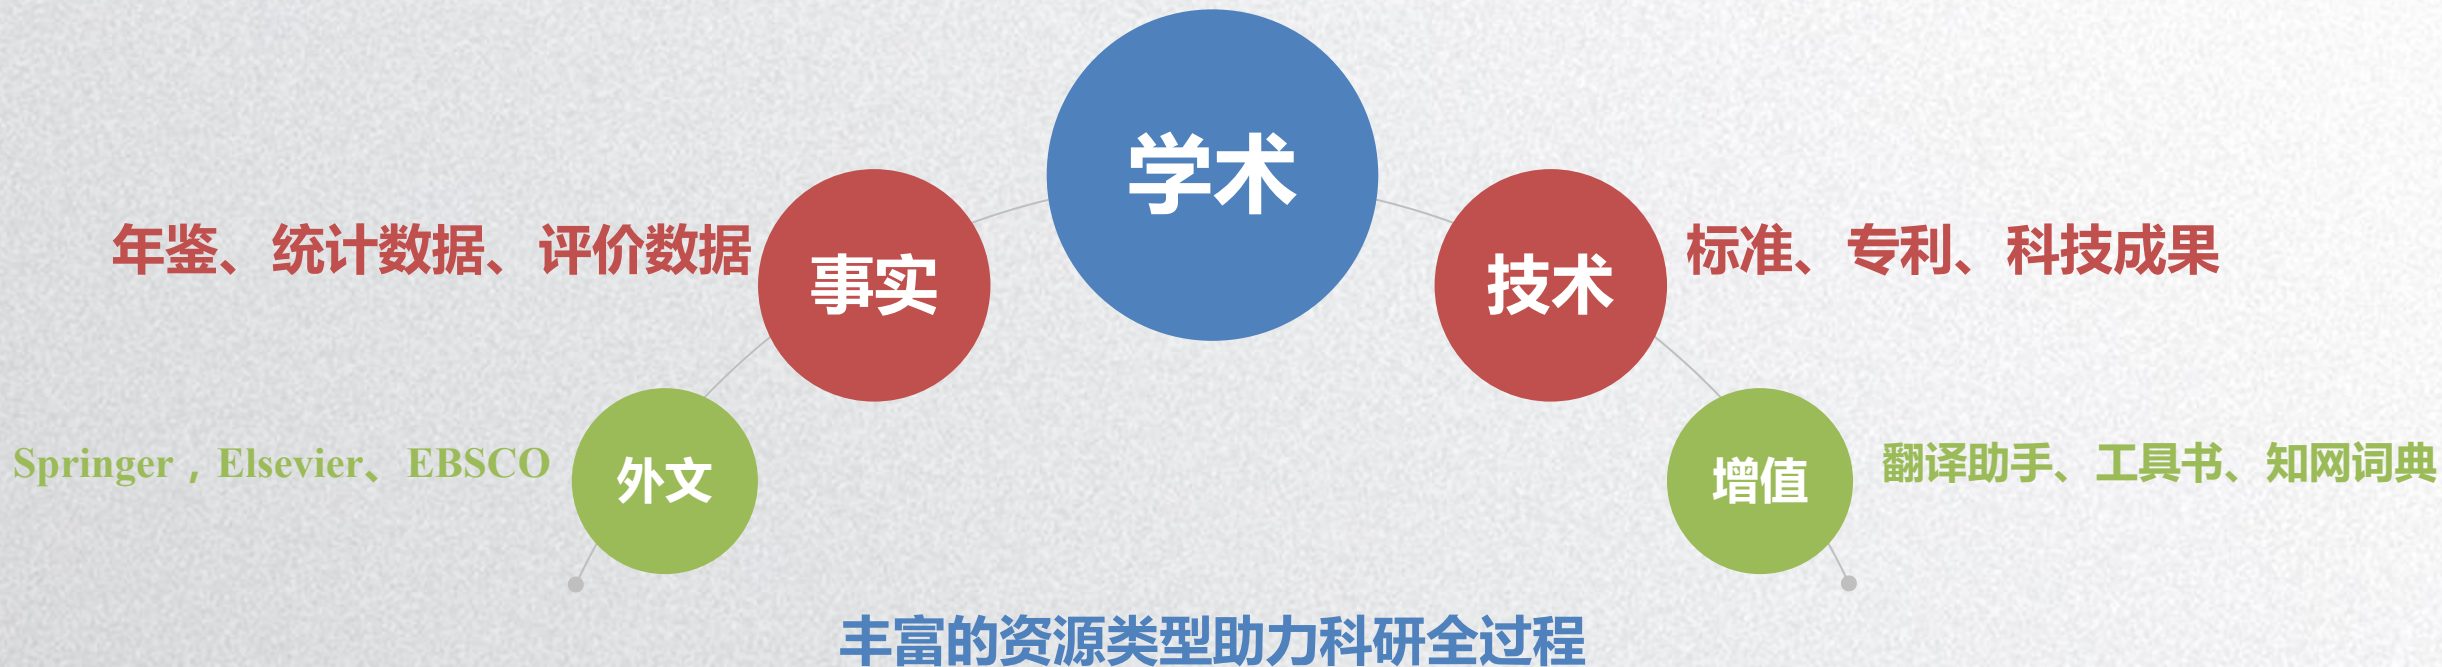 学术
年鉴、统计数据、评价数据
事实
技术
标准、专利、科技成果
Springer，Elsevier、EBSCO
外文
增值
翻译助手、工具书、知网词典
丰富的资源类型助力科研全过程